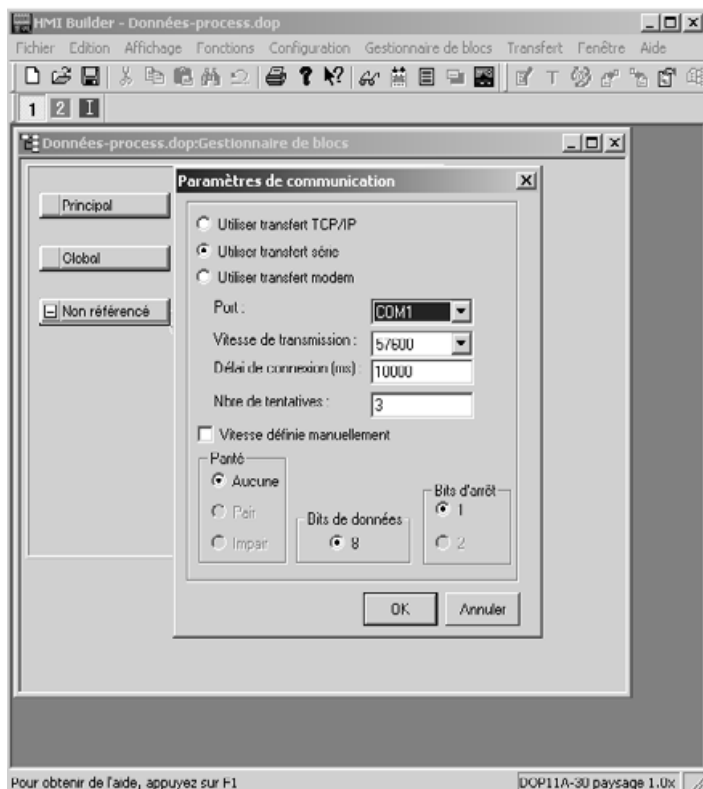 HMI Builder - Données-process.dop
Fichier Edition Affichage Fonctions Configuration Gestionnaire de blocs Transfert Fenêtre Aide
1 2 I
Données-process.dop:Gestionnaire de blocs
Paramètres de communication
Principal
Global
Non référencé
Utiliser transfert TCP/IP
Utiliser transfert série
Utiliser transfert modem
Port :
COM1
Vitesse de transmission :
57600
Délai de connexion (ms) :
10000
Nbre de tentatives :
3
Vitesse définie manuellement
Parité
Aucune
Pair
Impair
Bits de données
8
Bits d'arrêt
1
2
OK Annuler
Pour obtenir de l'aide, appuyez sur F1
DOP11A-30 paysage 1.0x